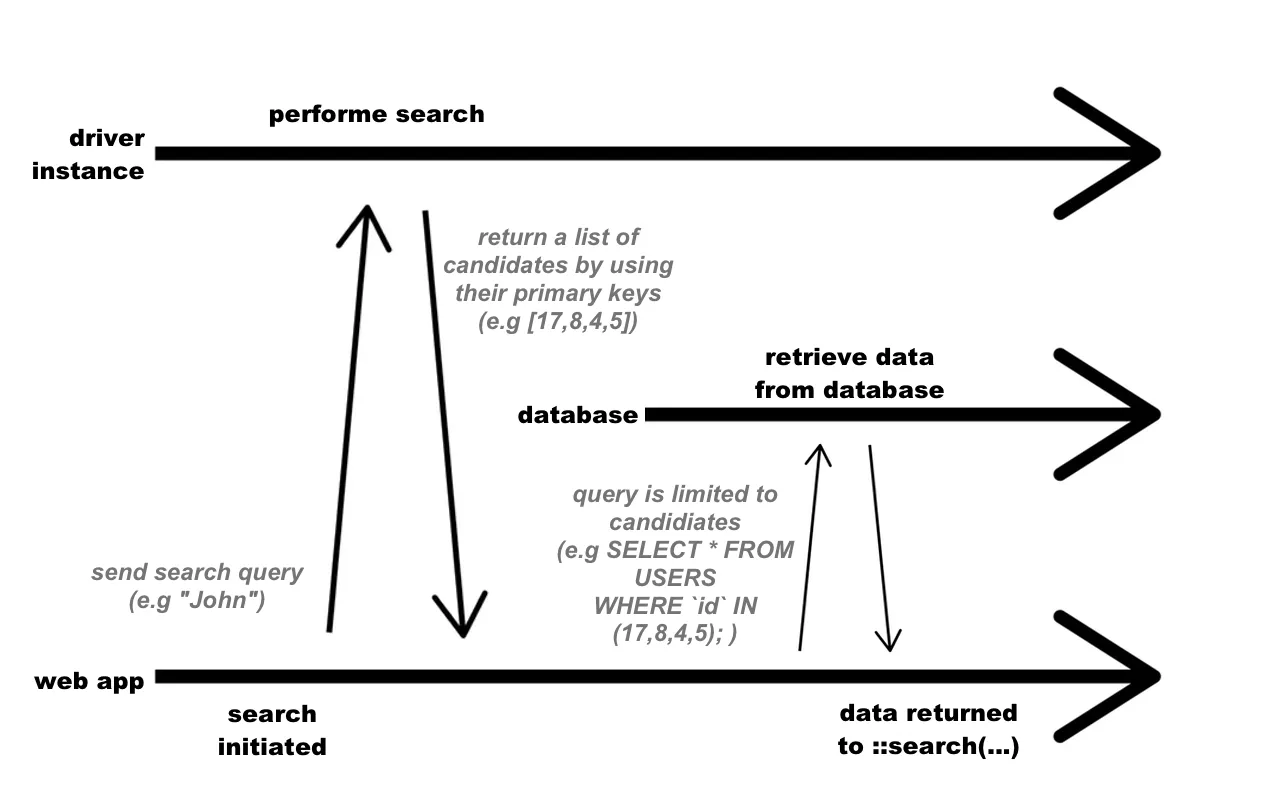 performe search
driver
instance
return a list of
candidates by using
their primary keys
(e.g [17,8,4,5])
retrieve data
from database
database
query is limited to
candidiates
(e.g SELECT * FROM
USERS
WHERE `id` IN
(17,8,4,5); )
send search query
(e.g "John")
web app
search
initiated
data returned
to ::search(...)